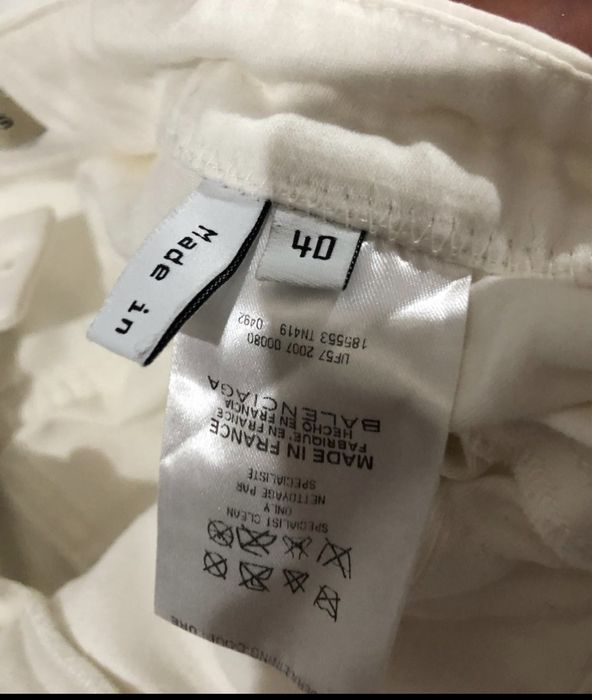 Made in
40
SPECIALIST CLEAN
ONLY
NETTOYAGE PAR
SPECIALISTE
MADE IN FRANCE
FABRIQUE' EN FRANCE
HECHO EN FRANCIA
BALENCIAGA
UF57 2007 00080
185553 TN419 0492